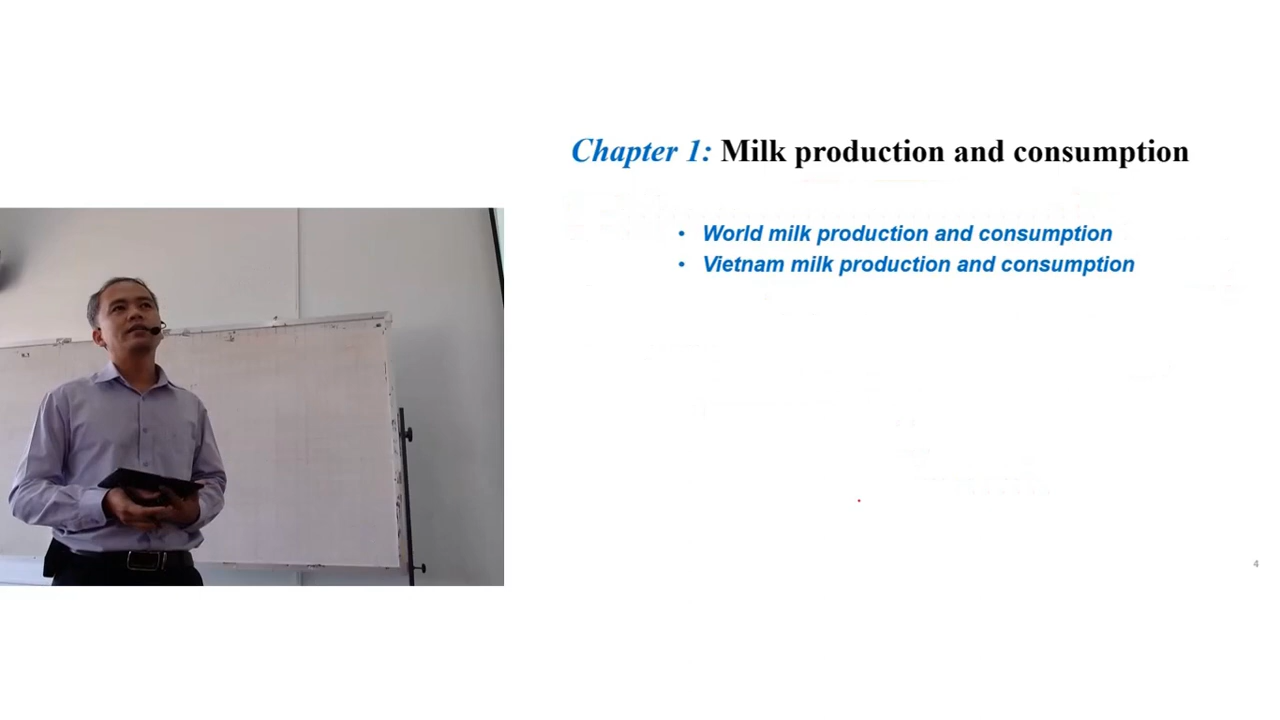 Chapter 1: Milk production and consumption
• World milk production and consumption
• Vietnam milk production and consumption
4